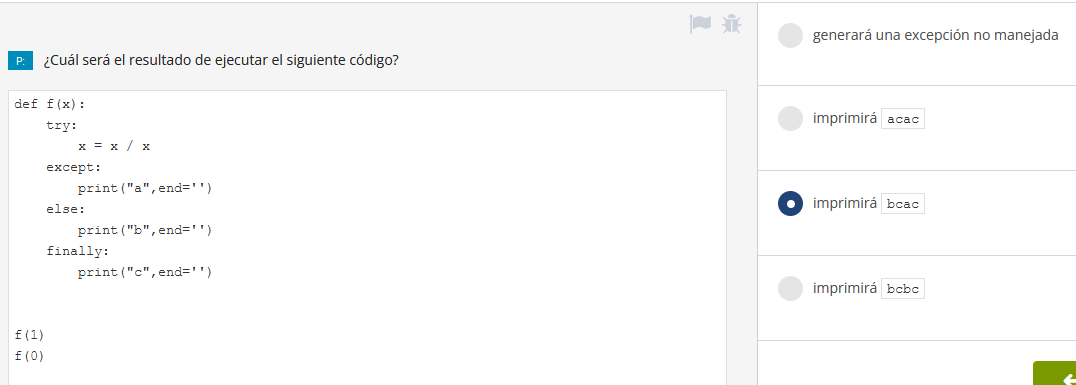 P: ¿Cuál será el resultado de ejecutar el siguiente código?
def f(x):
    try:
        x = x / x
    except:
        print("a",end='')
    else:
        print("b",end='')
    finally:
        print("c",end='')
f(1)
f(0)
generará una excepción no manejada
imprimirá acac
imprimirá bcac
imprimirá bcbc